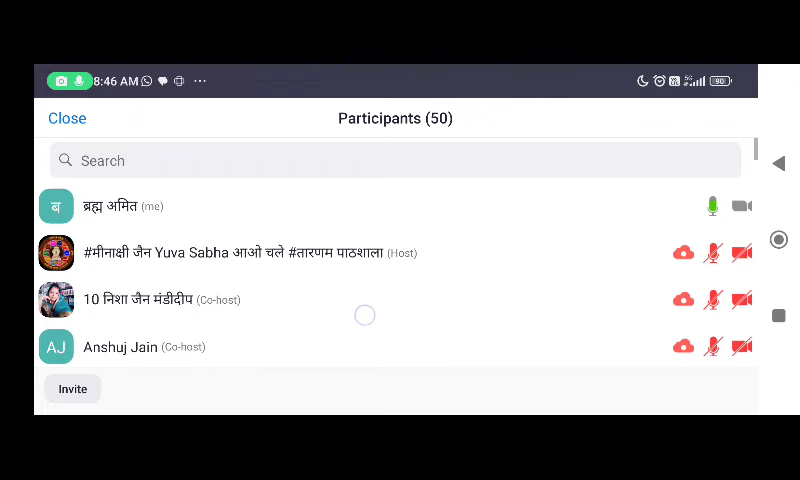 8:46 AM
90
Close
Participants (50)
Search
ब
ब्रह्म अमित (me)
#मीनाक्षी जैन Yuva Sabha आओ चले #तारणम पाठशाला (Host)
10 निशा जैन मंडीदीप (Co-host)
AJ
Anshuj Jain (Co-host)
Invite